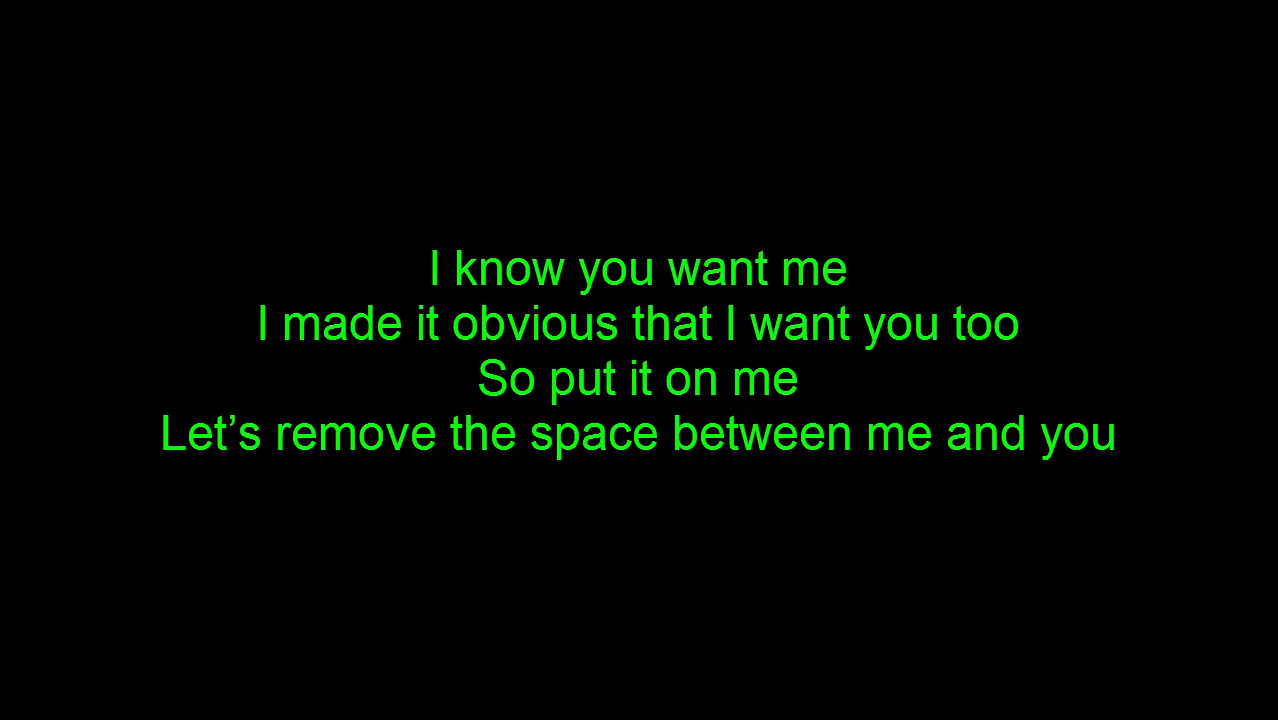 I know you want me
I made it obvious that I want you too
So put it on me
Let’s remove the space between me and you